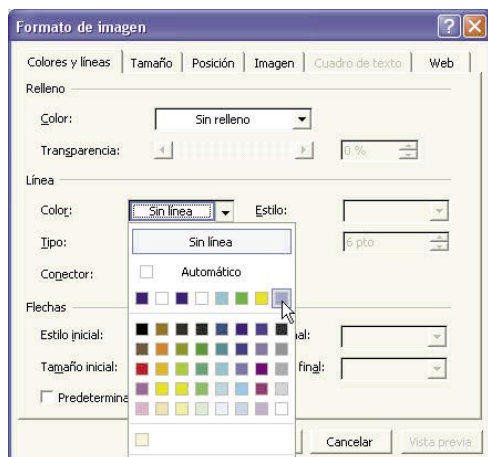 Formato de imagen
Colores y líneas Tamaño Posición Imagen Cuadro de texto Web
Relleno
Color: Sin relleno
Transparencia: 0 %
Línea
Color: Sin línea Estilo:
Tipo: Sin línea 6 pto
Conector: Automático
Flechas
Estilo inicial: al:
Tamaño inicial: final:
Predetermina
Cancelar Vista previa